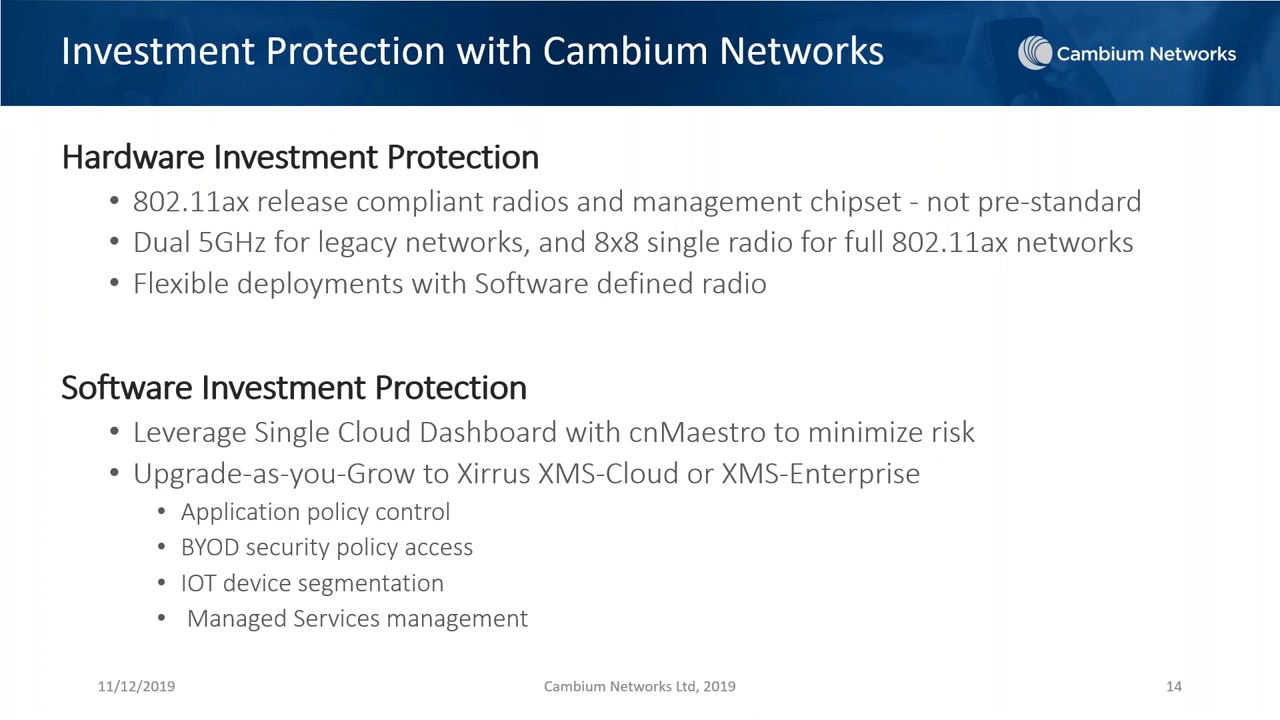 Investment Protection with Cambium Networks
Cambium Networks
Hardware Investment Protection
• 802.11ax release compliant radios and management chipset - not pre-standard
• Dual 5GHz for legacy networks, and 8x8 single radio for full 802.11ax networks
• Flexible deployments with Software defined radio
Software Investment Protection
• Leverage Single Cloud Dashboard with cnMaestro to minimize risk
• Upgrade-as-you-Grow to Xirrus XMS-Cloud or XMS-Enterprise
• Application policy control
• BYOD security policy access
• IOT device segmentation
• Managed Services management
11/12/2019
Cambium Networks Ltd, 2019
14